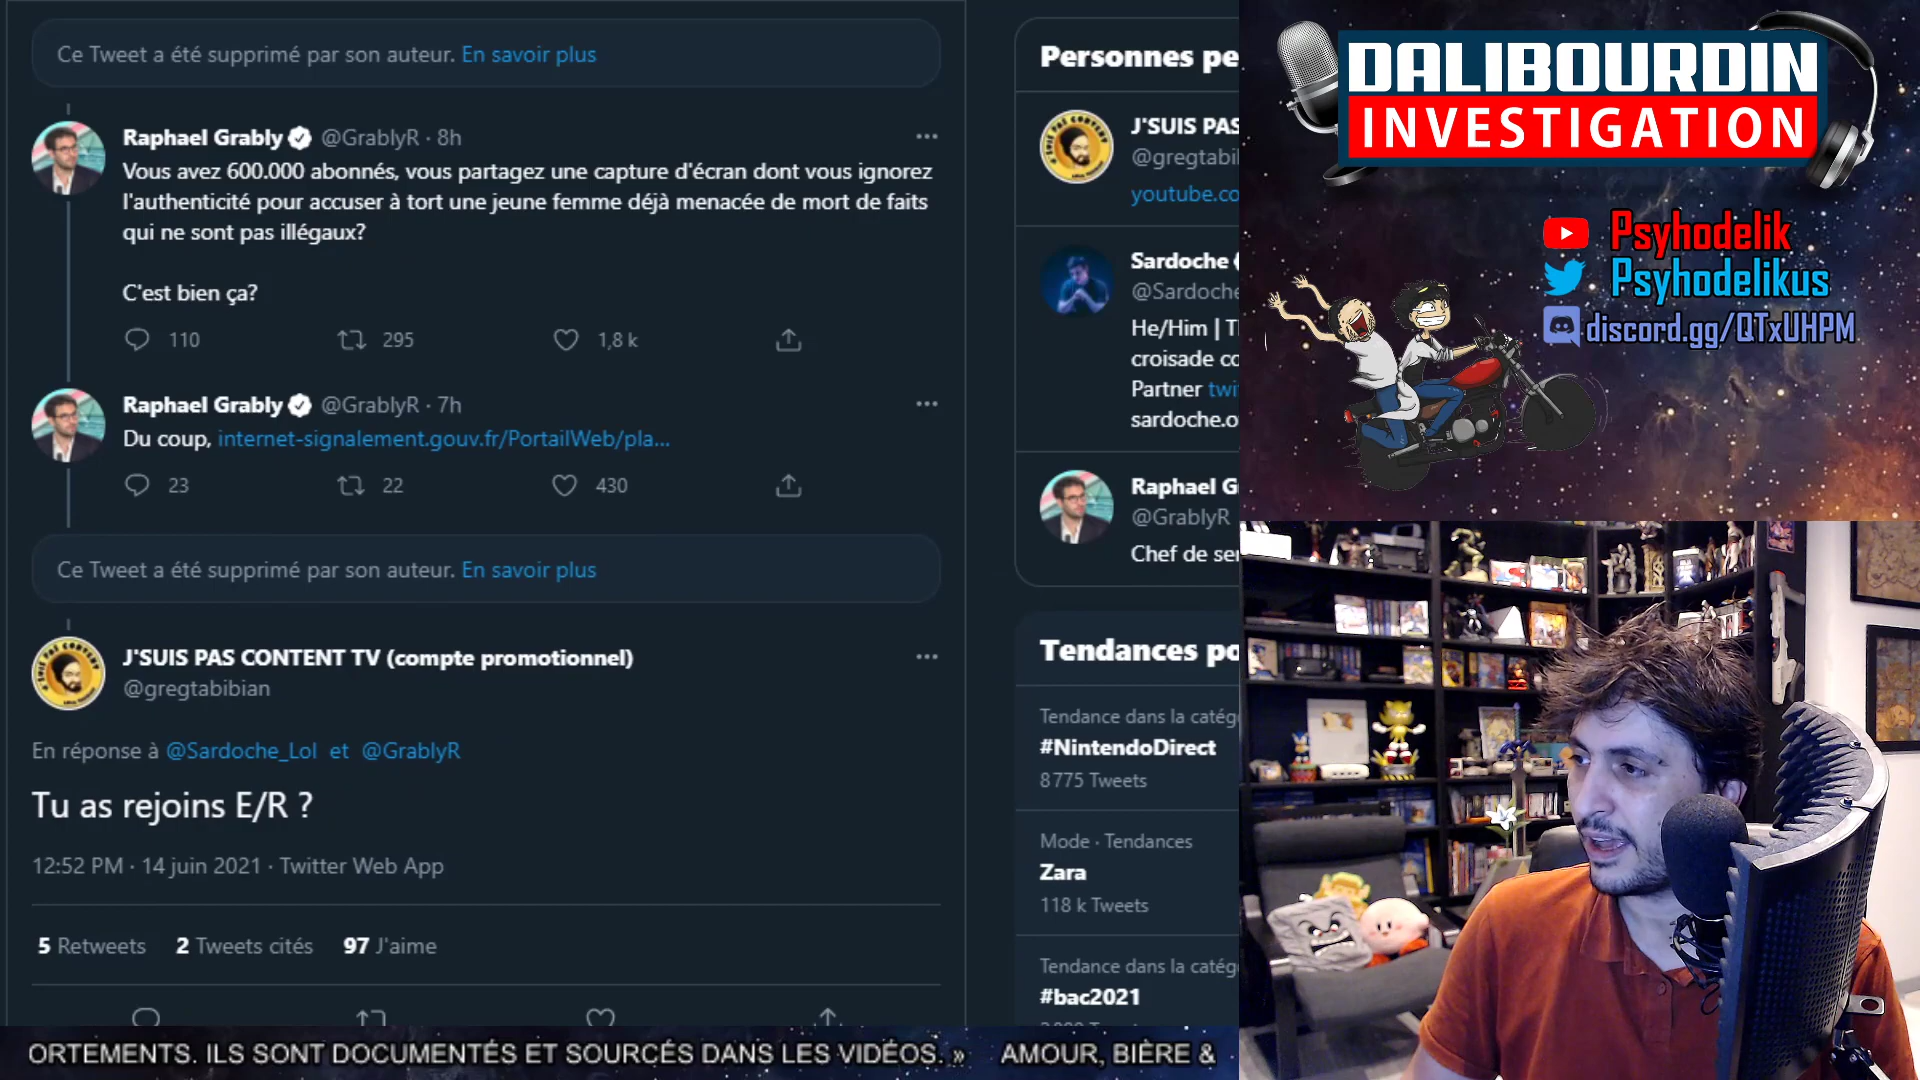 Ce Tweet a été supprimé par son auteur. En savoir plus
Raphael Grably @GrablyR · 8h
Vous avez 600.000 abonnés, vous partagez une capture d'écran dont vous ignorez
l'authenticité pour accuser à tort une jeune femme déjà menacée de mort de faits
qui ne sont pas illégaux?
C'est bien ça?
110 295 1,8 k
Raphael Grably @GrablyR · 7h
Du coup, internet-signalement.gouv.fr/PortailWeb/pla...
23 22 430
Ce Tweet a été supprimé par son auteur. En savoir plus
J'SUIS PAS CONTENT TV (compte promotionnel)
@gregtabibian
En réponse à @Sardoche_Lol et @GrablyR
Tu as rejoins E/R ?
12:52 PM · 14 juin 2021 · Twitter Web App
5 Retweets 2 Tweets cités 97 J'aime
Personnes pe
J'SUIS PAS
@gregtabi
youtube.co
Sardoche
@Sardoche
He/Him | T
croisade co
Partner twi
sardoche.o
Raphael G
@GrablyR
Chef de se
Tendances po
Tendance dans la catég
#NintendoDirect
8 775 Tweets
Mode · Tendances
Zara
118 k Tweets
Tendance dans la catég
#bac2021
DALIBOURDIN
INVESTIGATION
Psyhodelik
Psyhodelikus
discord.gg/QTxUHPM
ORTEMENTS. ILS SONT DOCUMENTÉS ET SOURCÉS DANS LES VIDÉOS. » AMOUR, BIÈRE &